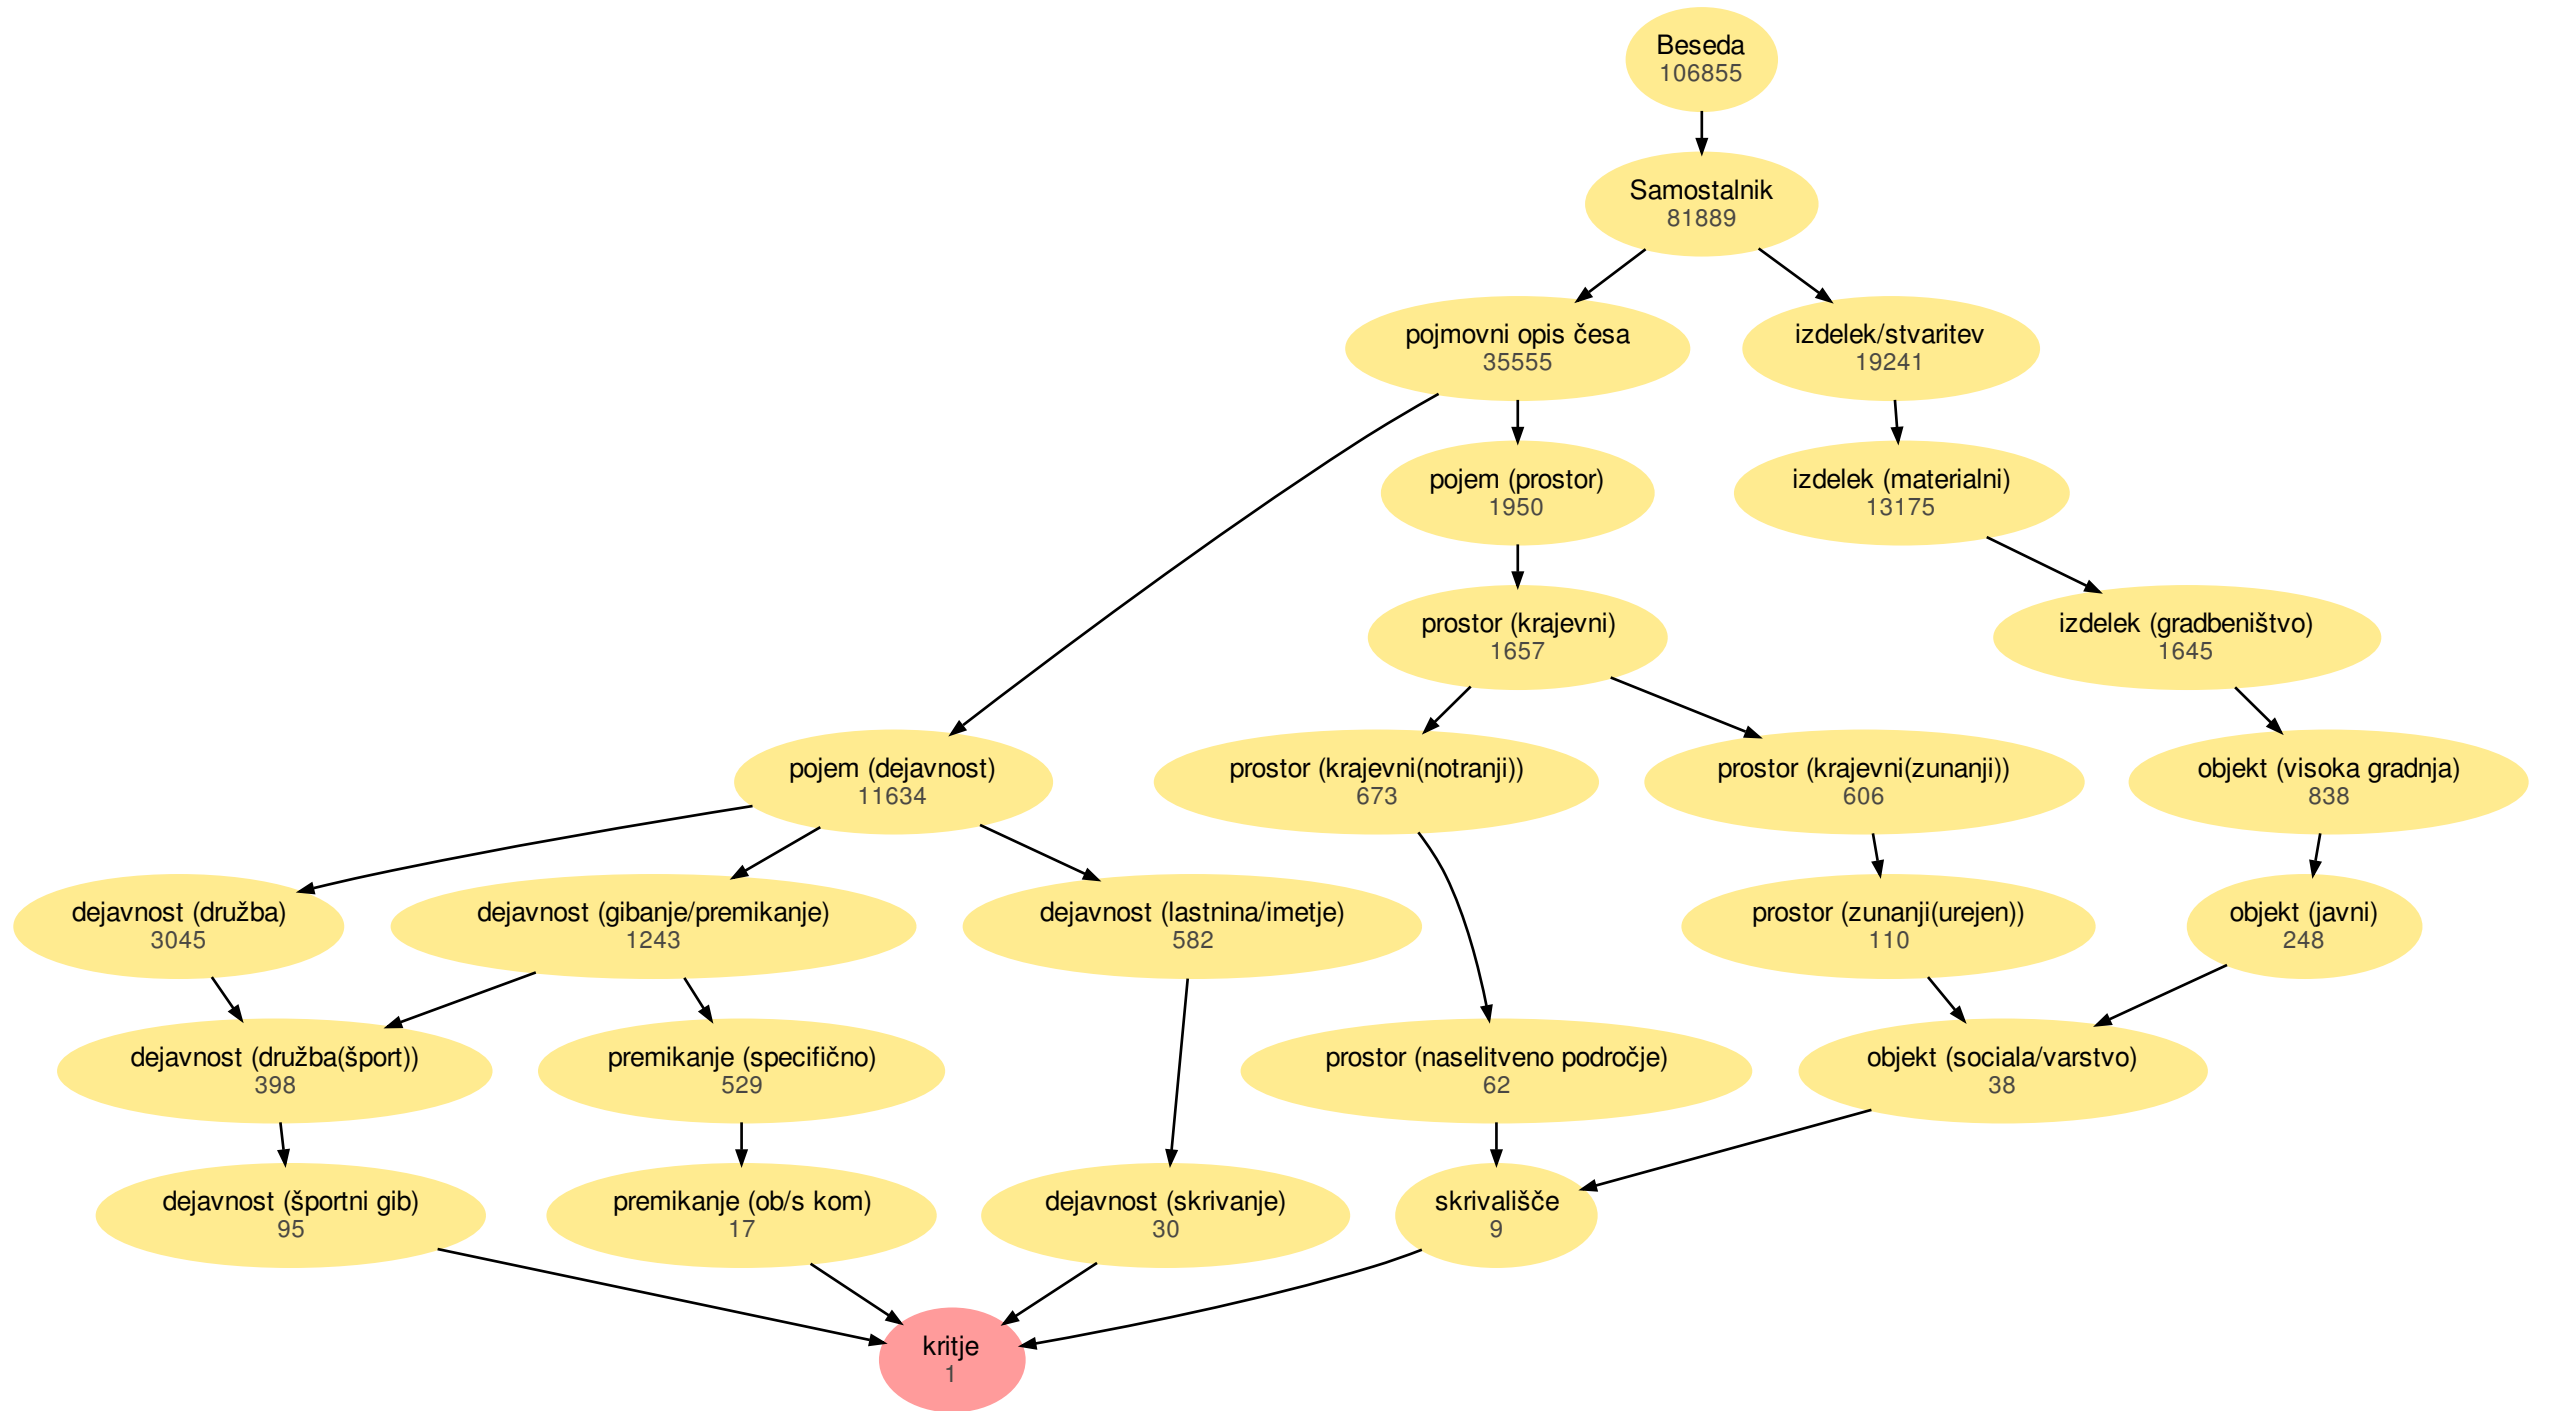 Beseda
106855
Samostalnik
81889
pojmovni opis česa
35555
izdelek/stvaritev
19241
pojem (prostor)
1950
izdelek (materialni)
13175
prostor (krajevni)
1657
izdelek (gradbeništvo)
1645
pojem (dejavnost)
11634
prostor (krajevni(notranji))
673
prostor (krajevni(zunanji))
606
objekt (visoka gradnja)
838
dejavnost (družba)
3045
dejavnost (gibanje/premikanje)
1243
dejavnost (lastnina/imetje)
582
prostor (zunanji(urejen))
110
objekt (javni)
248
dejavnost (družba(šport))
398
premikanje (specifično)
529
prostor (naselitveno področje)
62
objekt (sociala/varstvo)
38
dejavnost (športni gib)
95
premikanje (ob/s kom)
17
dejavnost (skrivanje)
30
skrivališče
9
kritje
1